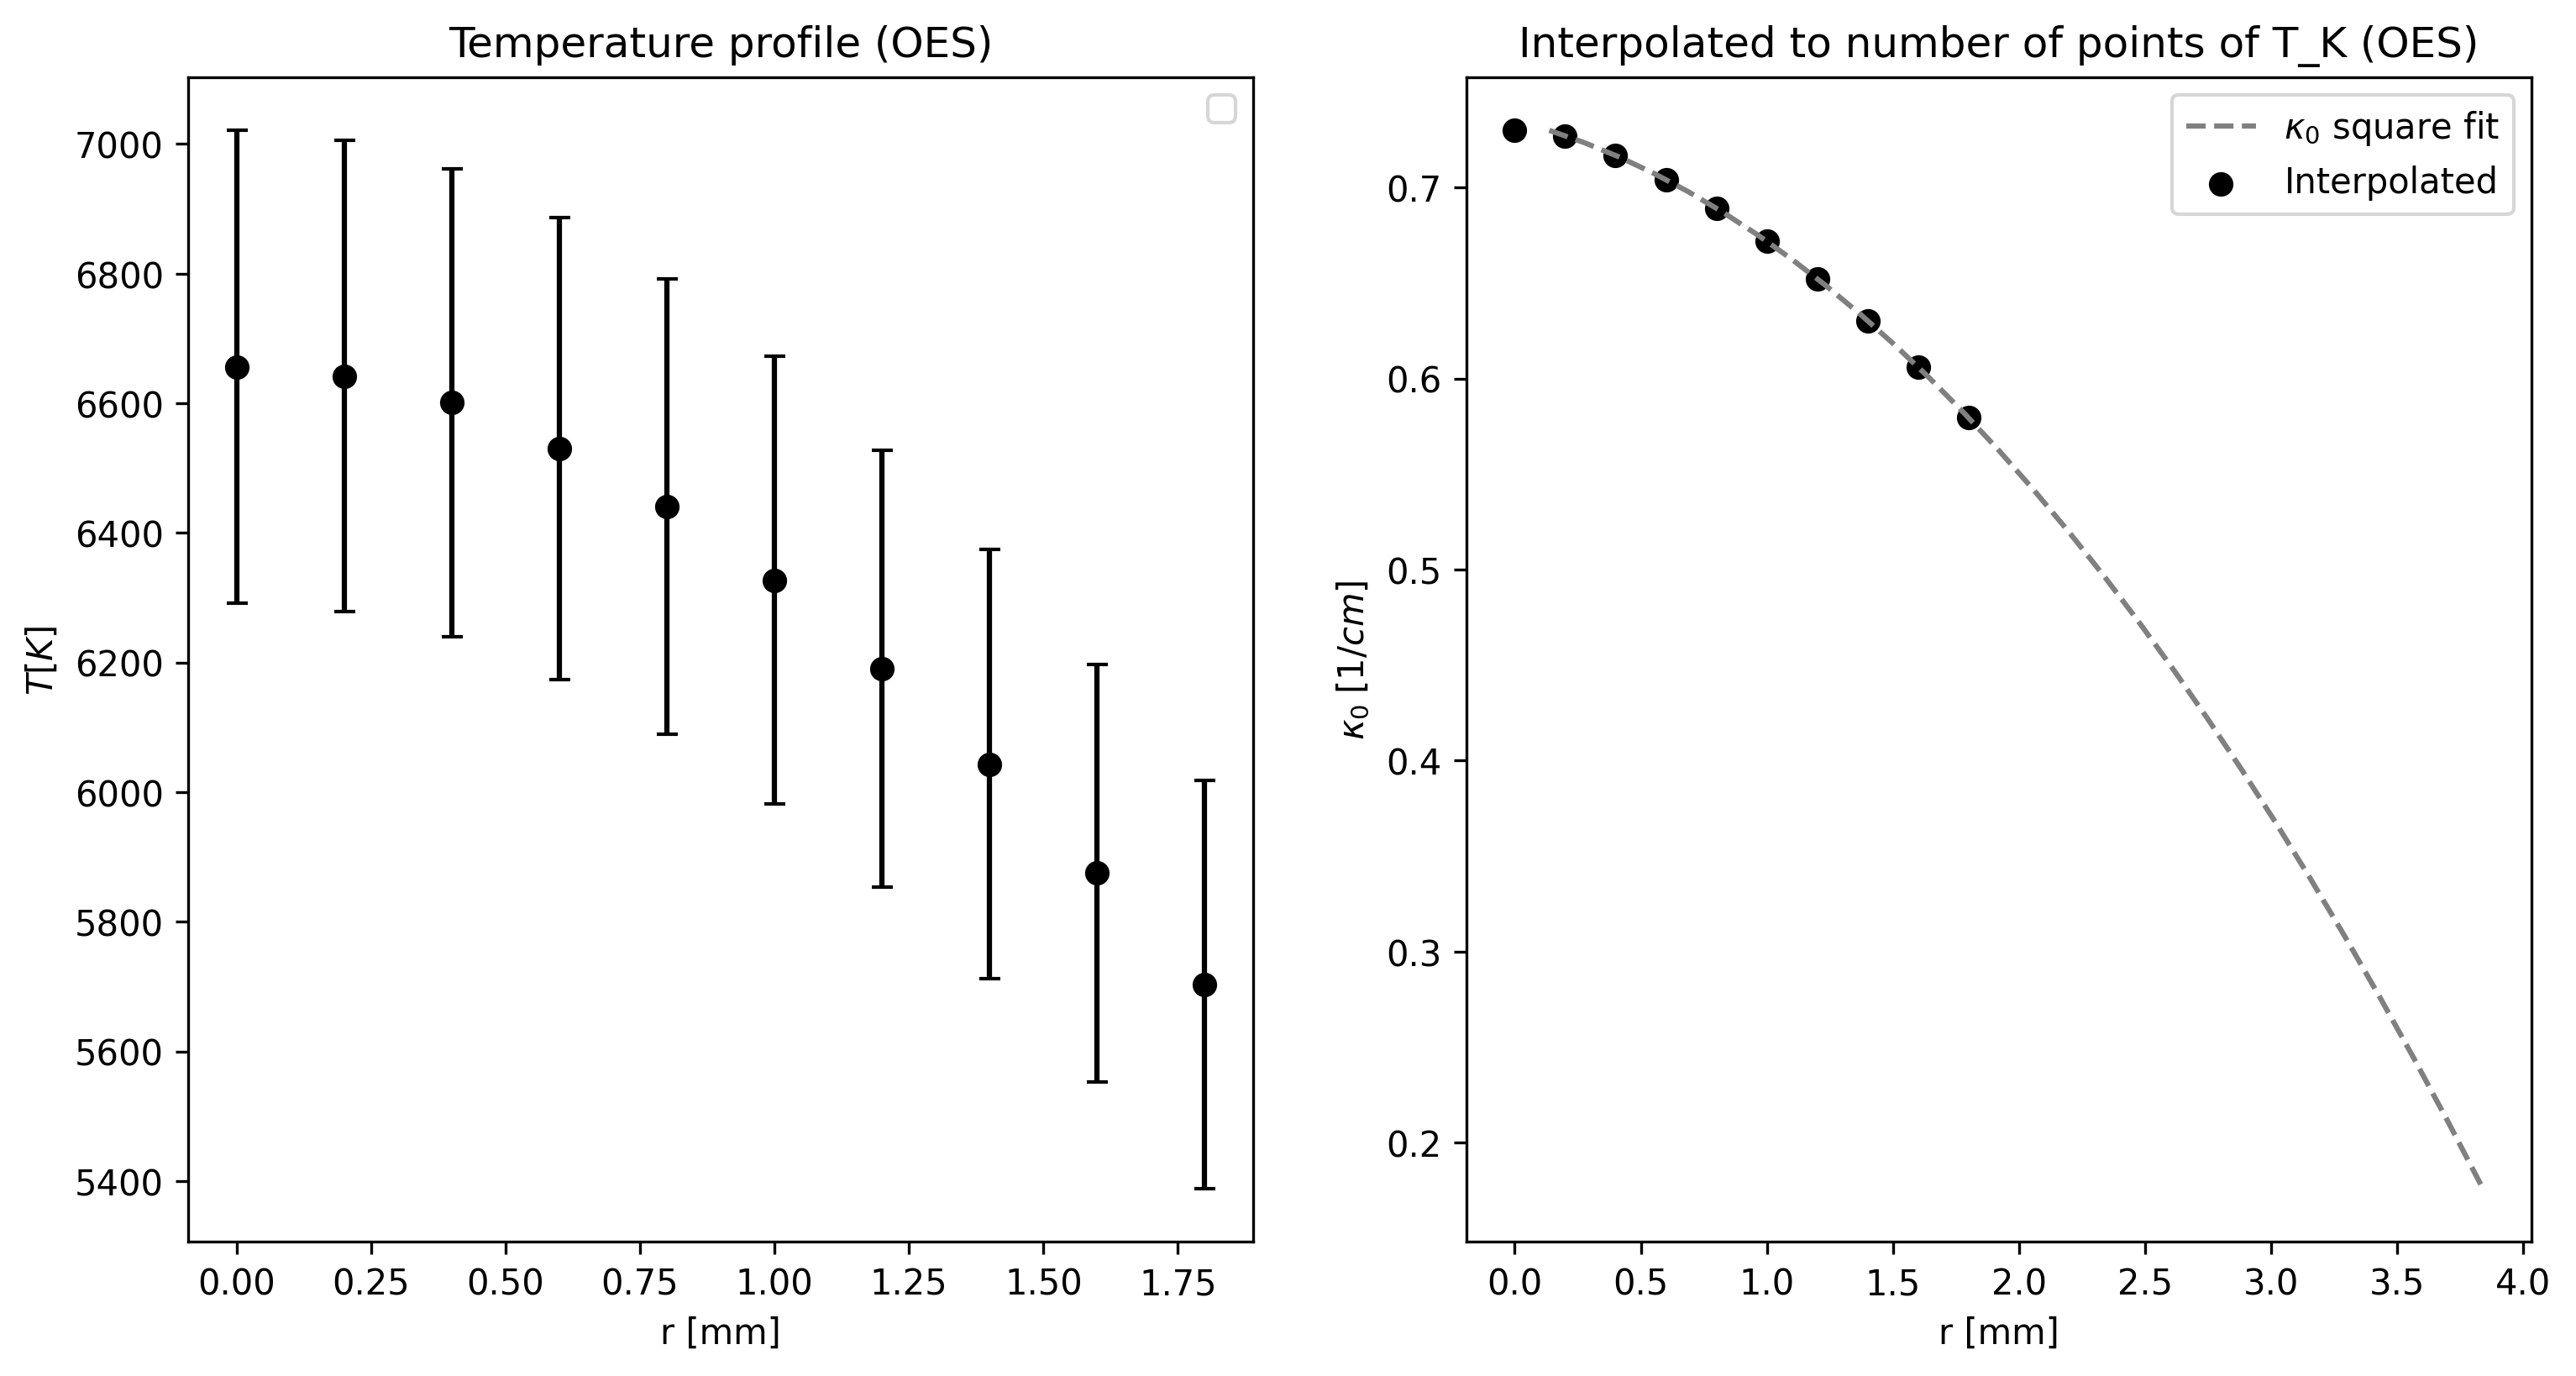 Temperature profile (OES)
7000
6800
6600
6400
6200
6000
5800
5600
5400
T[K]
0.00 0.25 0.50 0.75 1.00 1.25 1.50 1.75
r [mm]
Interpolated to number of points of T_K (OES)
κ₀ square fit
Interpolated
0.7
0.6
0.5
0.4
0.3
0.2
κ₀ [1/cm]
0.0 0.5 1.0 1.5 2.0 2.5 3.0 3.5 4.0
r [mm]